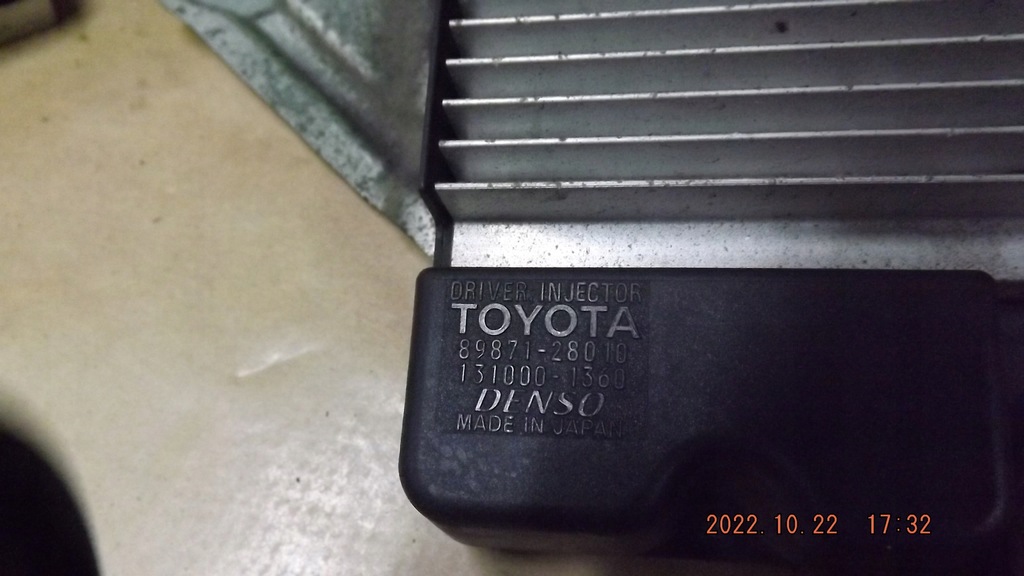 DRIVER, INJECTOR
TOYOTA
89871-28010
131000-1360
DENSO
MADE IN JAPAN
2022.10.22 17:32